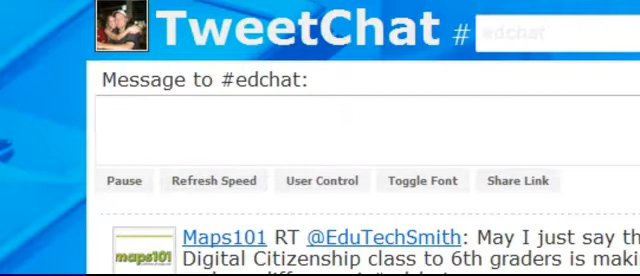 TweetChat # edchat
Message to #edchat:
Pause Refresh Speed User Control Toggle Font Share Link
maps101
Maps101 RT @EduTechSmith: May I just say th
Digital Citizenship class to 6th graders is maki